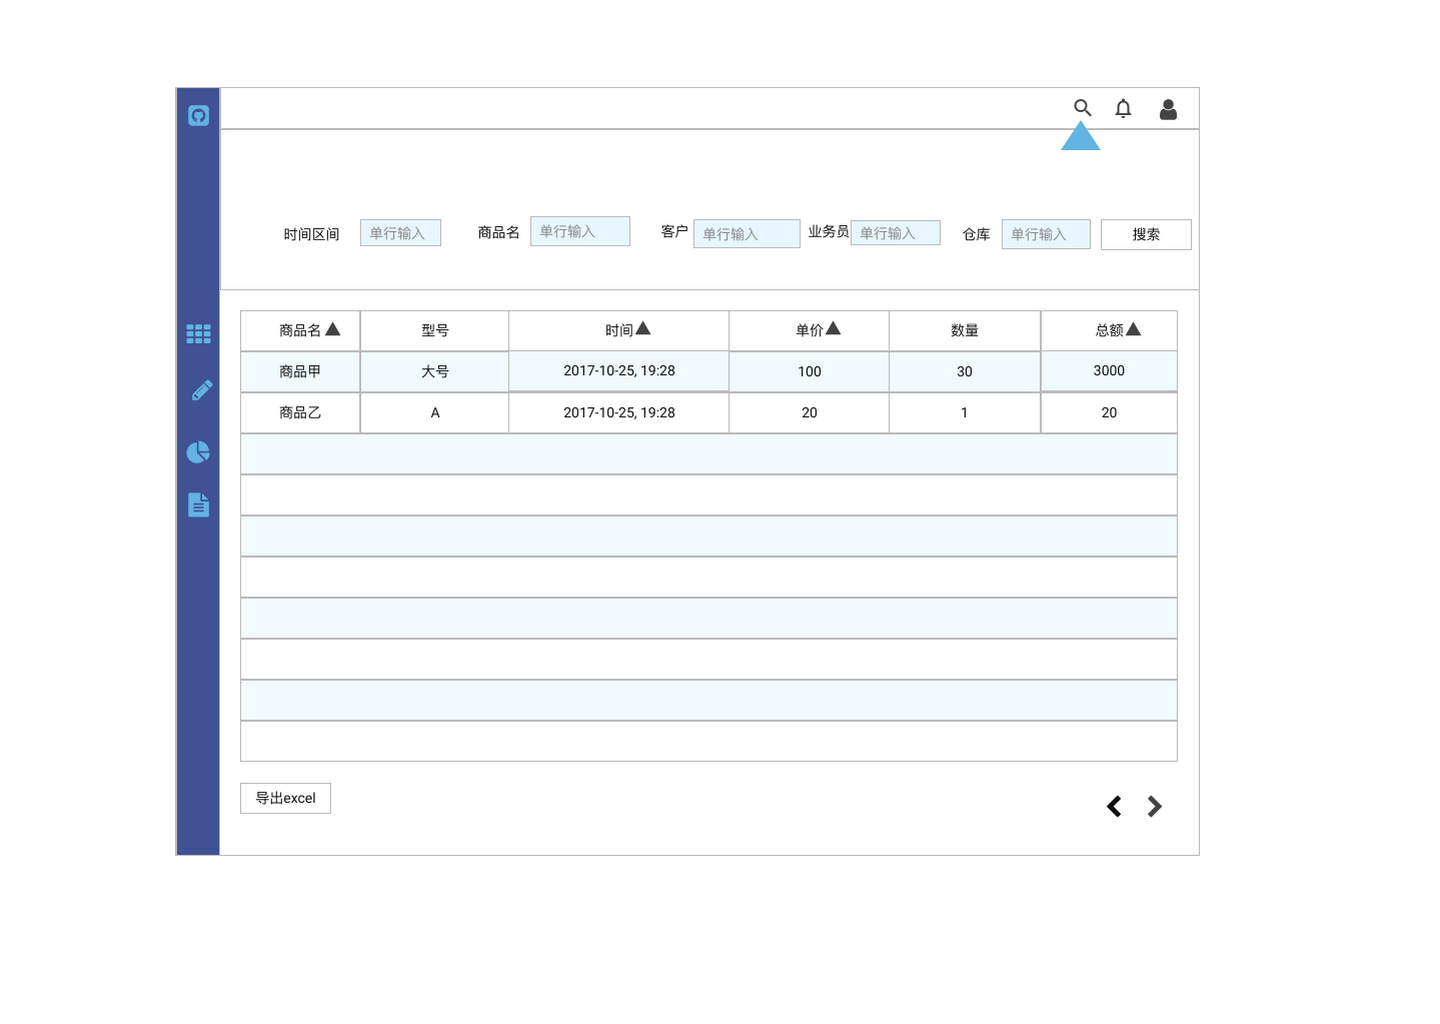 时间区间 单行输入 商品名 单行输入 客户 单行输入 业务员 单行输入 仓库 单行输入 搜索
商品名 型号 时间 单价 数量 总额
商品甲 大号 2017-10-25, 19:28 100 30 3000
商品乙 A 2017-10-25, 19:28 20 1 20
导出excel